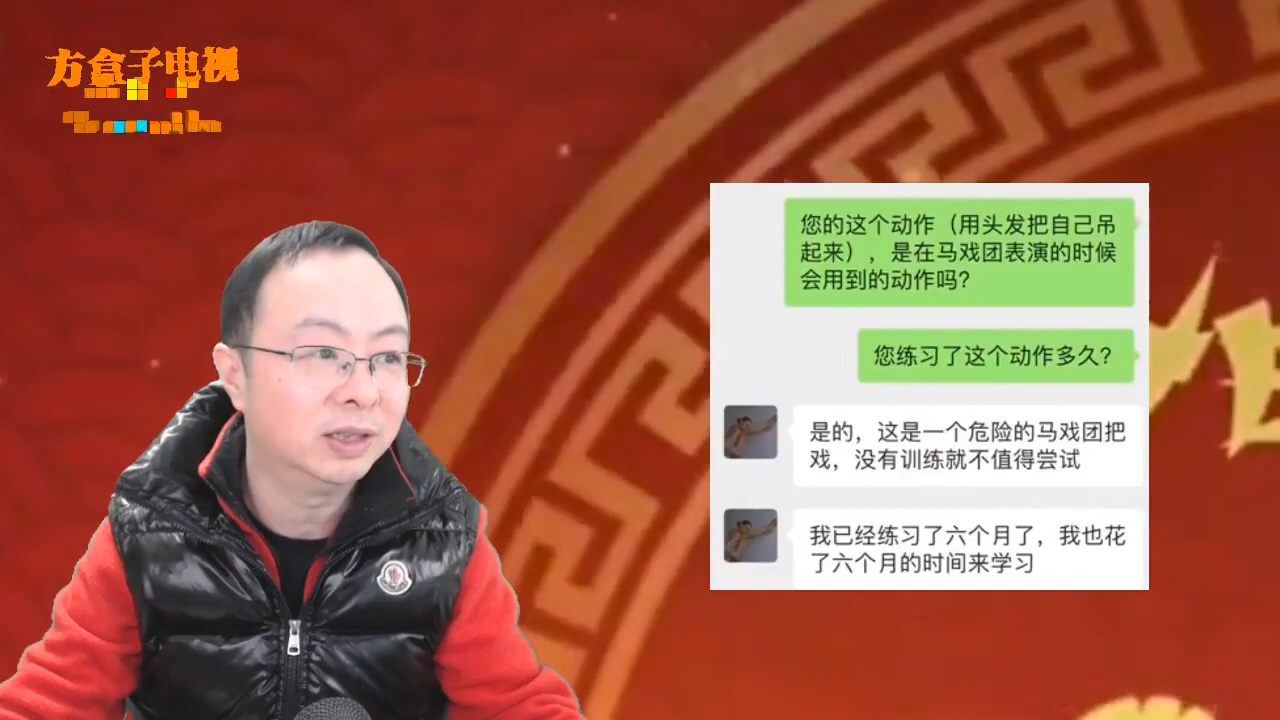 方盒子电视
您的这个动作（用头发把自己吊
起来），是在马戏团表演的时候
会用到的动作吗?
您练习了这个动作多久?
是的，这是一个危险的马戏团把
戏，没有训练就不值得尝试
我已经练习了六个月了，我也花
了六个月的时间来学习